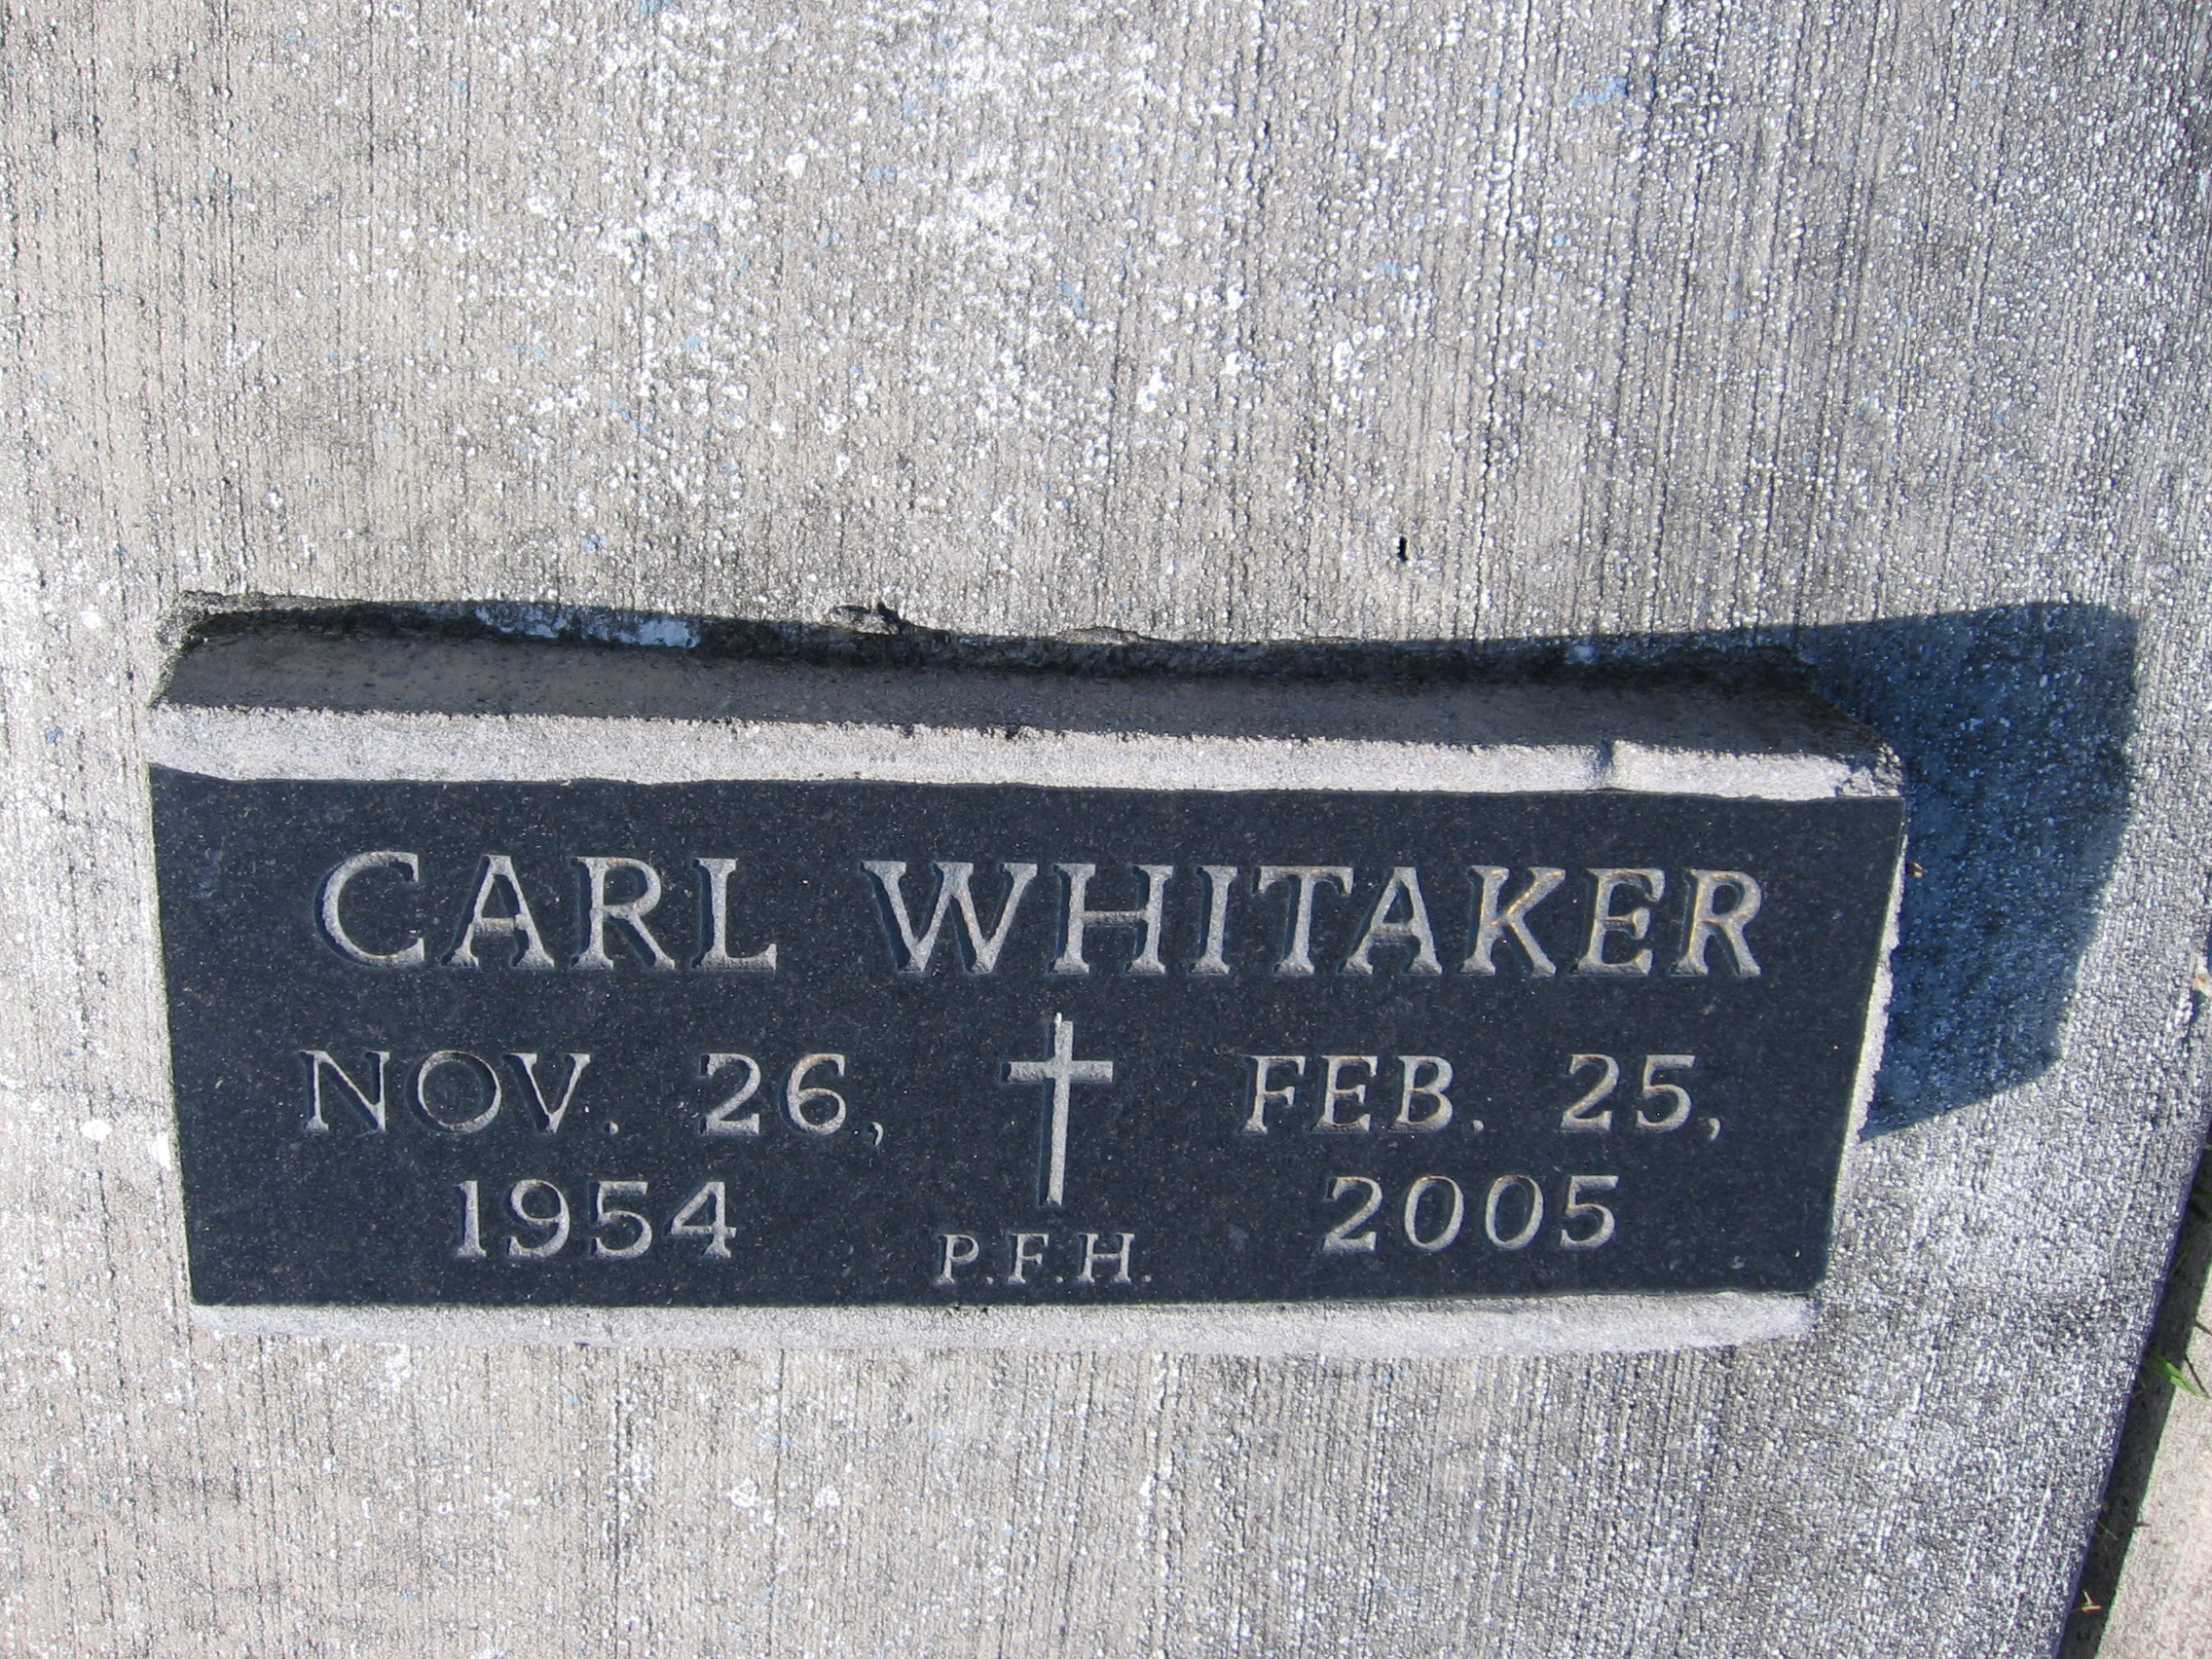 CARL WHITAKER
NOV. 26, FEB. 25,
1954 2005
P.F.H.